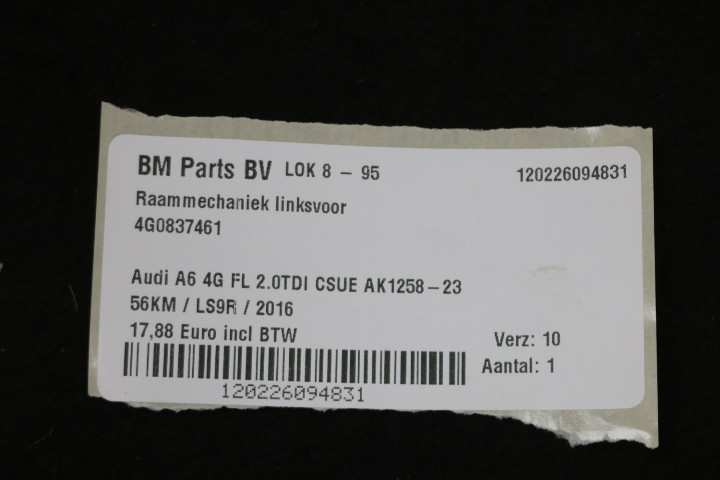 BM Parts BV LOK 8 - 95 120226094831
Raammechaniek linksvoor
4G0837461
Audi A6 4G FL 2.0TDI CSUE AK1258-23
56KM / LS9R / 2016
17,88 Euro incl BTW
Verz: 10
Aantal: 1
120226094831